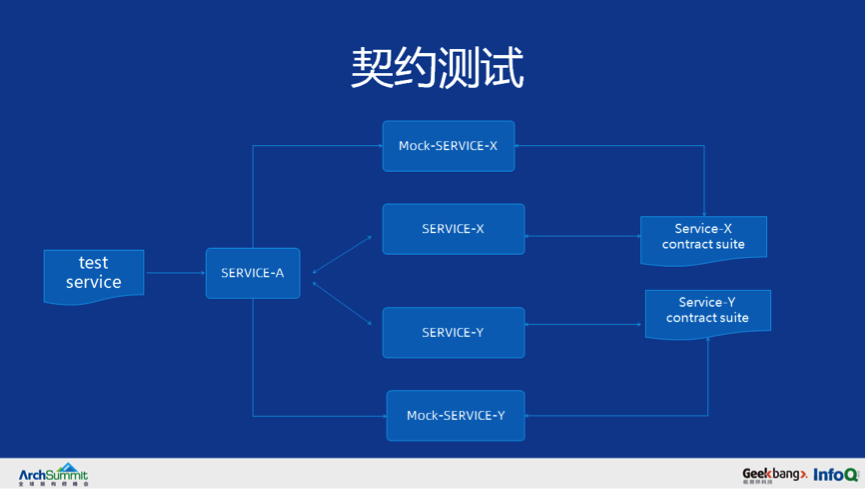 契约测试
Mock-SERVICE-X
SERVICE-X
Service-X
contract suite
test
service
SERVICE-A
Service-Y
contract suite
SERVICE-Y
Mock-SERVICE-Y
ArchSummit
全球架构师峰会
Geekbang>.
极客邦科技
InfoQ